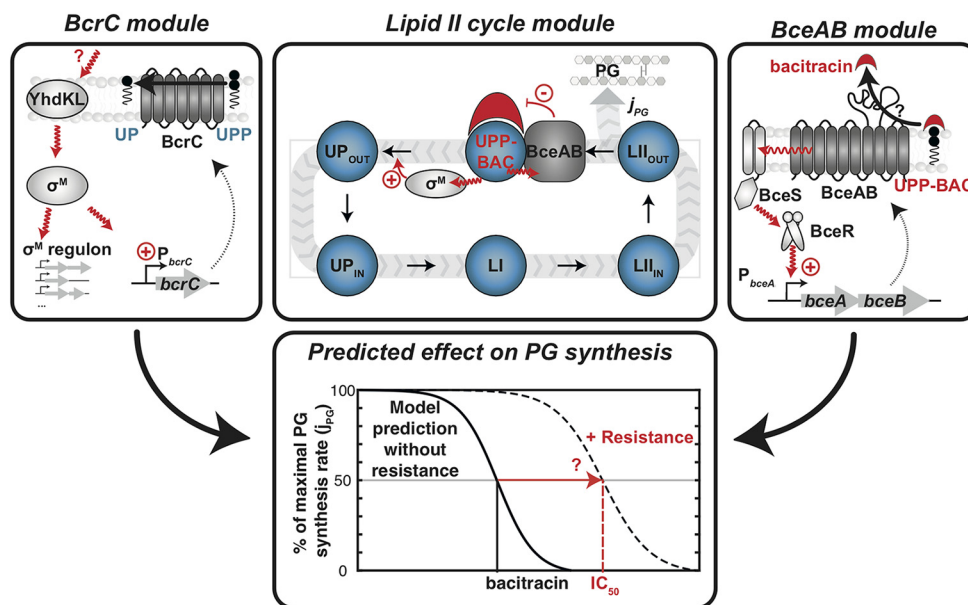 BcrC module
?
YhdKL
UP
BcrC
UPP
σM
σM regulon
...
+
PbcrC
bcrC
Lipid II cycle module
PG
jPG
-
UPOUT
UPP-
BAC
BceAB
LIIOUT
+
σM
UPIN
LI
LIIIN
BceAB module
bacitracin
?
BceS
BceAB
UPP-BAC
BceR
+
PbceA
bceA
bceB
Predicted effect on PG synthesis
% of maximal PG
synthesis rate (jPG)
100
50
0
Model
prediction
without
resistance
+ Resistance
?
bacitracin
IC50